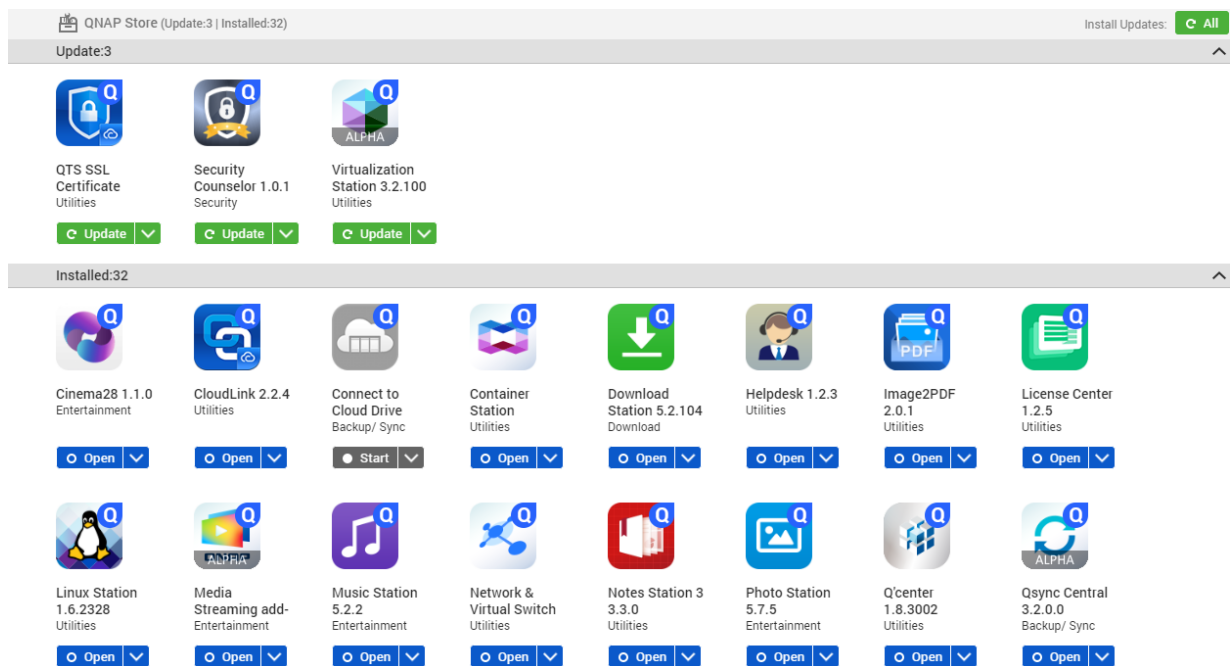 QNAP Store (Update:3 | Installed:32)
Install Updates:
All
Update:3
Q
Q
Q
ALPHA
QTS SSL
Certificate
Utilities
Security
Counselor 1.0.1
Security
Virtualization
Station 3.2.100
Utilities
Update
Update
Update
Installed:32
Q
Q
Q
Q
Q
Q
Q
PDF
Q
Cinema28 1.1.0
Entertainment
CloudLink 2.2.4
Utilities
Connect to
Cloud Drive
Backup/ Sync
Container
Station
Utilities
Download
Station 5.2.104
Download
Helpdesk 1.2.3
Utilities
Image2PDF
2.0.1
Utilities
License Center
1.2.5
Utilities
Open
Open
Start
Open
Open
Open
Open
Open
Q
Q
ALPHA
Q
Q
Q
Q
Q
Q
ALPHA
Linux Station
1.6.2328
Utilities
Media
Streaming add-
Entertainment
Music Station
5.2.2
Entertainment
Network &
Virtual Switch
Utilities
Notes Station 3
3.3.0
Utilities
Photo Station
5.7.5
Entertainment
Q'center
1.8.3002
Utilities
Qsync Central
3.2.0.0
Backup/ Sync
Open
Open
Open
Open
Open
Open
Open
Open